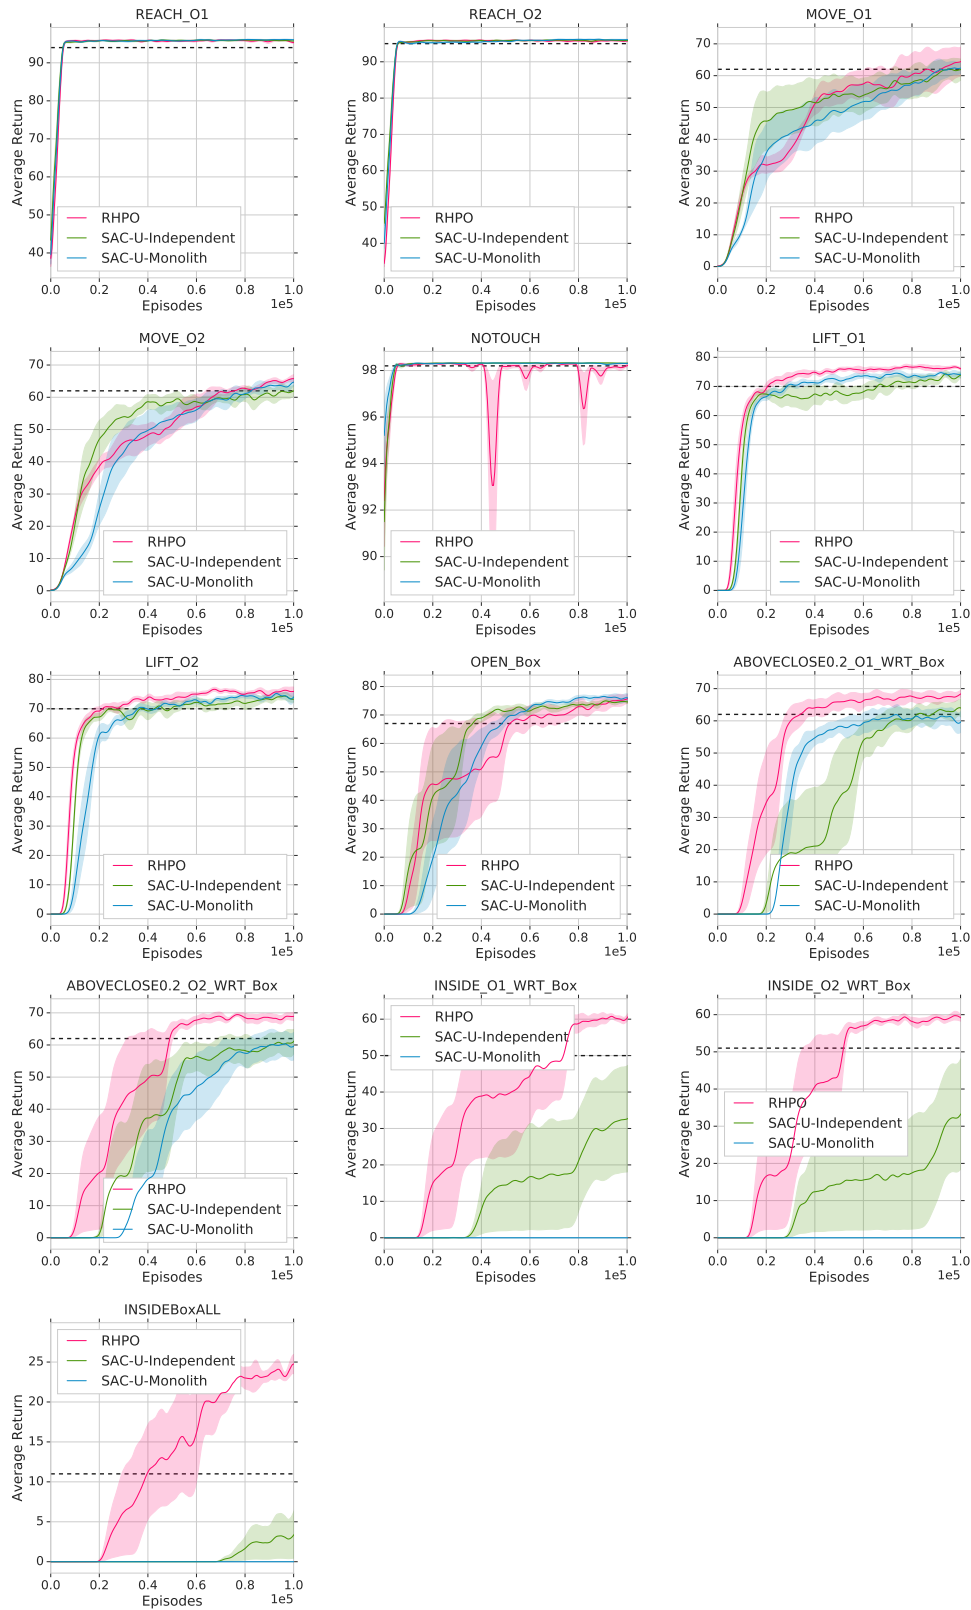 REACH_O1
Average Return
90
80
70
60
50
40
RHPO
SAC-U-Independent
SAC-U-Monolith
0.0 0.2 0.4 0.6 0.8 1.0
Episodes
1e5
REACH_O2
Average Return
90
80
70
60
50
40
RHPO
SAC-U-Independent
SAC-U-Monolith
0.0 0.2 0.4 0.6 0.8 1.0
Episodes
1e5
MOVE_O1
Average Return
70
60
50
40
30
20
10
0
RHPO
SAC-U-Independent
SAC-U-Monolith
0.0 0.2 0.4 0.6 0.8 1.0
Episodes
1e5
MOVE_O2
Average Return
70
60
50
40
30
20
10
0
RHPO
SAC-U-Independent
SAC-U-Monolith
0.0 0.2 0.4 0.6 0.8 1.0
Episodes
1e5
NOTOUCH
Average Return
98
96
94
92
90
RHPO
SAC-U-Independent
SAC-U-Monolith
0.0 0.2 0.4 0.6 0.8 1.0
Episodes
1e5
LIFT_O1
Average Return
80
70
60
50
40
30
20
10
0
RHPO
SAC-U-Independent
SAC-U-Monolith
0.0 0.2 0.4 0.6 0.8 1.0
Episodes
1e5
LIFT_O2
Average Return
80
70
60
50
40
30
20
10
0
RHPO
SAC-U-Independent
SAC-U-Monolith
0.0 0.2 0.4 0.6 0.8 1.0
Episodes
1e5
OPEN_Box
Average Return
80
70
60
50
40
30
20
10
0
RHPO
SAC-U-Independent
SAC-U-Monolith
0.0 0.2 0.4 0.6 0.8 1.0
Episodes
1e5
ABOVECLOSE0.2_O1_WRT_Box
Average Return
70
60
50
40
30
20
10
0
RHPO
SAC-U-Independent
SAC-U-Monolith
0.0 0.2 0.4 0.6 0.8 1.0
Episodes
1e5
ABOVECLOSE0.2_O2_WRT_Box
Average Return
70
60
50
40
30
20
10
0
RHPO
SAC-U-Independent
SAC-U-Monolith
0.0 0.2 0.4 0.6 0.8 1.0
Episodes
1e5
INSIDE_O1_WRT_Box
Average Return
60
50
40
30
20
10
0
RHPO
SAC-U-Independent
SAC-U-Monolith
0.0 0.2 0.4 0.6 0.8 1.0
Episodes
1e5
INSIDE_O2_WRT_Box
Average Return
60
50
40
30
20
10
0
RHPO
SAC-U-Independent
SAC-U-Monolith
0.0 0.2 0.4 0.6 0.8 1.0
Episodes
1e5
INSIDEBoxALL
Average Return
25
20
15
10
5
0
RHPO
SAC-U-Independent
SAC-U-Monolith
0.0 0.2 0.4 0.6 0.8 1.0
Episodes
1e5